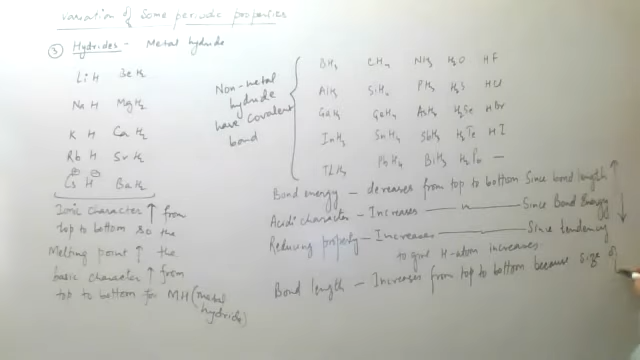 Variation of Some periodic properties
③ Hydrides - Metal hydride
LiH BeH2
NaH MgH2
KH CaH2
RbH SrH2
Cs⊕ H⊖ BaH2
Ionic character ↑ from
top to bottom so the
Melting point ↑ the
basic character ↑ from
top to bottom for MH (metal
hydride)
Non-metal
hydride
have covalent
bond
BH3 CH4 NH3 H2O HF
AlH3 SiH4 PH3 H2S HCl
GaH3 GeH4 AsH3 H2Se HBr
InH3 SnH4 SbH3 H2Te HI
TlH3 PbH4 BiH3 H2Po —
Bond energy - decreases from top to bottom Since bond length ↑
Acidic character - Increases —— " —— Since Bond Energy ↓
Reducing property - Increases —— Since tendency
to give H-atom increases
Bond length - Increases from top to bottom because size of